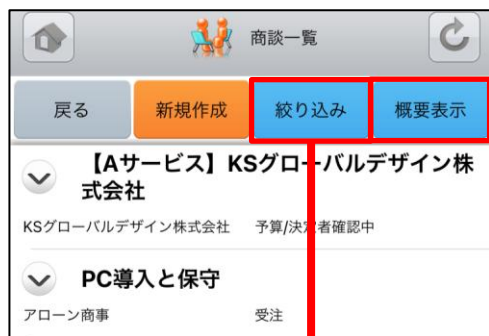 商談一覧
戻る 新規作成 絞り込み 概要表示
【Aサービス】KSグローバルデザイン株
式会社
KSグローバルデザイン株式会社 予算/決定者確認中
PC導入と保守
アローン商事 受注